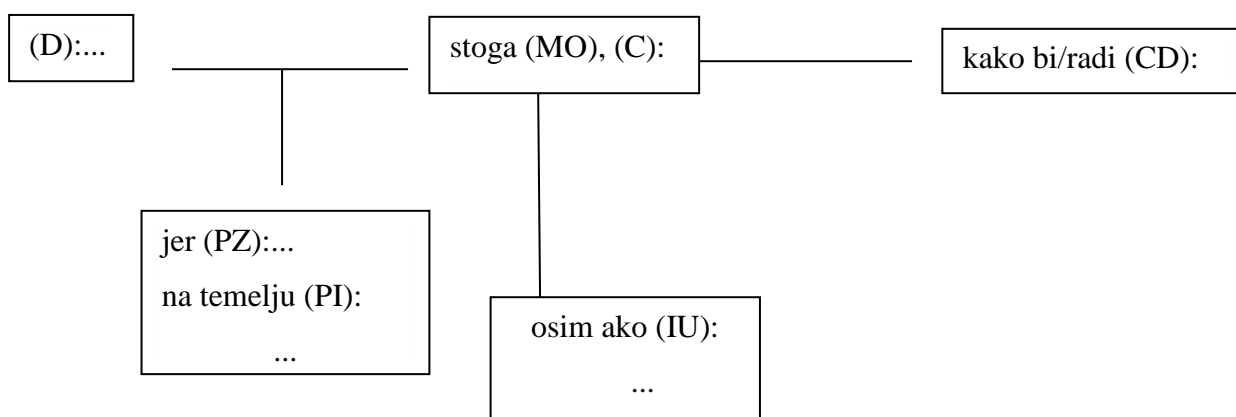 (D):...
stoga (MO), (C):
kako bi/radi (CD):
jer (PZ):...
na temelju (PI):
...
osim ako (IU):
...